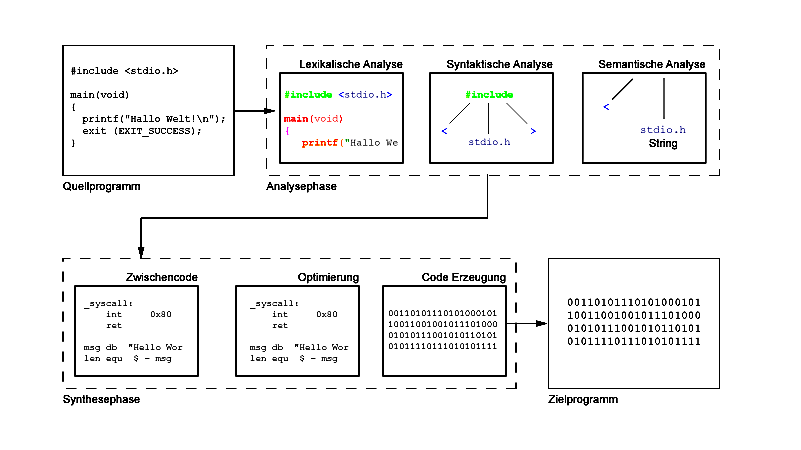 #include <stdio.h>
main(void)
{
printf("Hallo Welt!\n");
exit (EXIT_SUCCESS);
}
Quellprogramm
Lexikalische Analyse
#include <stdio.h>
main(void)
{
printf("Hallo We
Syntaktische Analyse
#include
< >
stdio.h
Semantische Analyse
<
stdio.h
String
Analysephase
Zwischencode
_syscall:
int 0x80
ret
msg db "Hello Wor
len equ $ - msg
Optimierung
_syscall:
int 0x80
ret
msg db "Hello Wor
len equ $ - msg
Code Erzeugung
00110101110101000101
10011001001011101000
01010111001010110101
01011110111010101111
Synthesephase
00110101110101000101
10011001001011101000
01010111001010110101
01011110111010101111
Zielprogramm